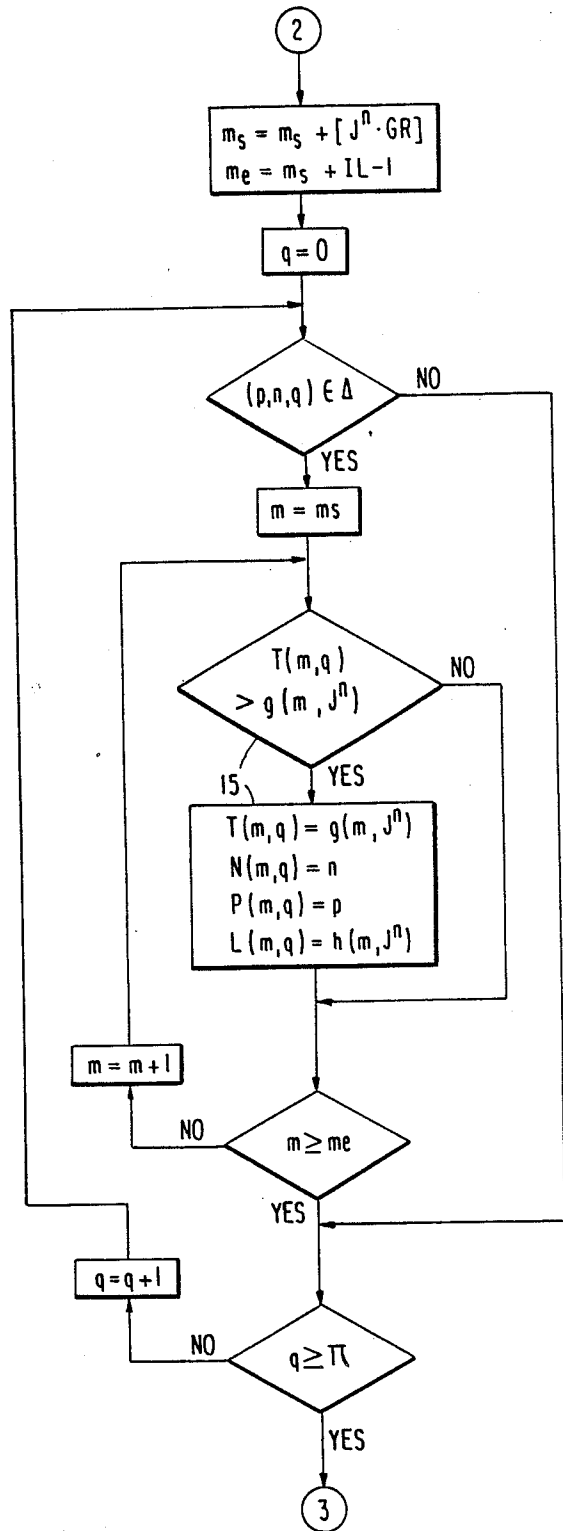 2
m_s = m_s + [J^n · GR]
m_e = m_s + IL-1
q = 0
(p,n,q) ∈ Δ
NO
YES
m = ms
T(m,q)
> g(m, J^n)
NO
YES
15
T(m,q) = g(m, J^n)
N(m,q) = n
P(m,q) = p
L(m,q) = h(m, J^n)
m = m+1
NO
m ≥ me
YES
q = q+1
NO
q ≥ Π
YES
3